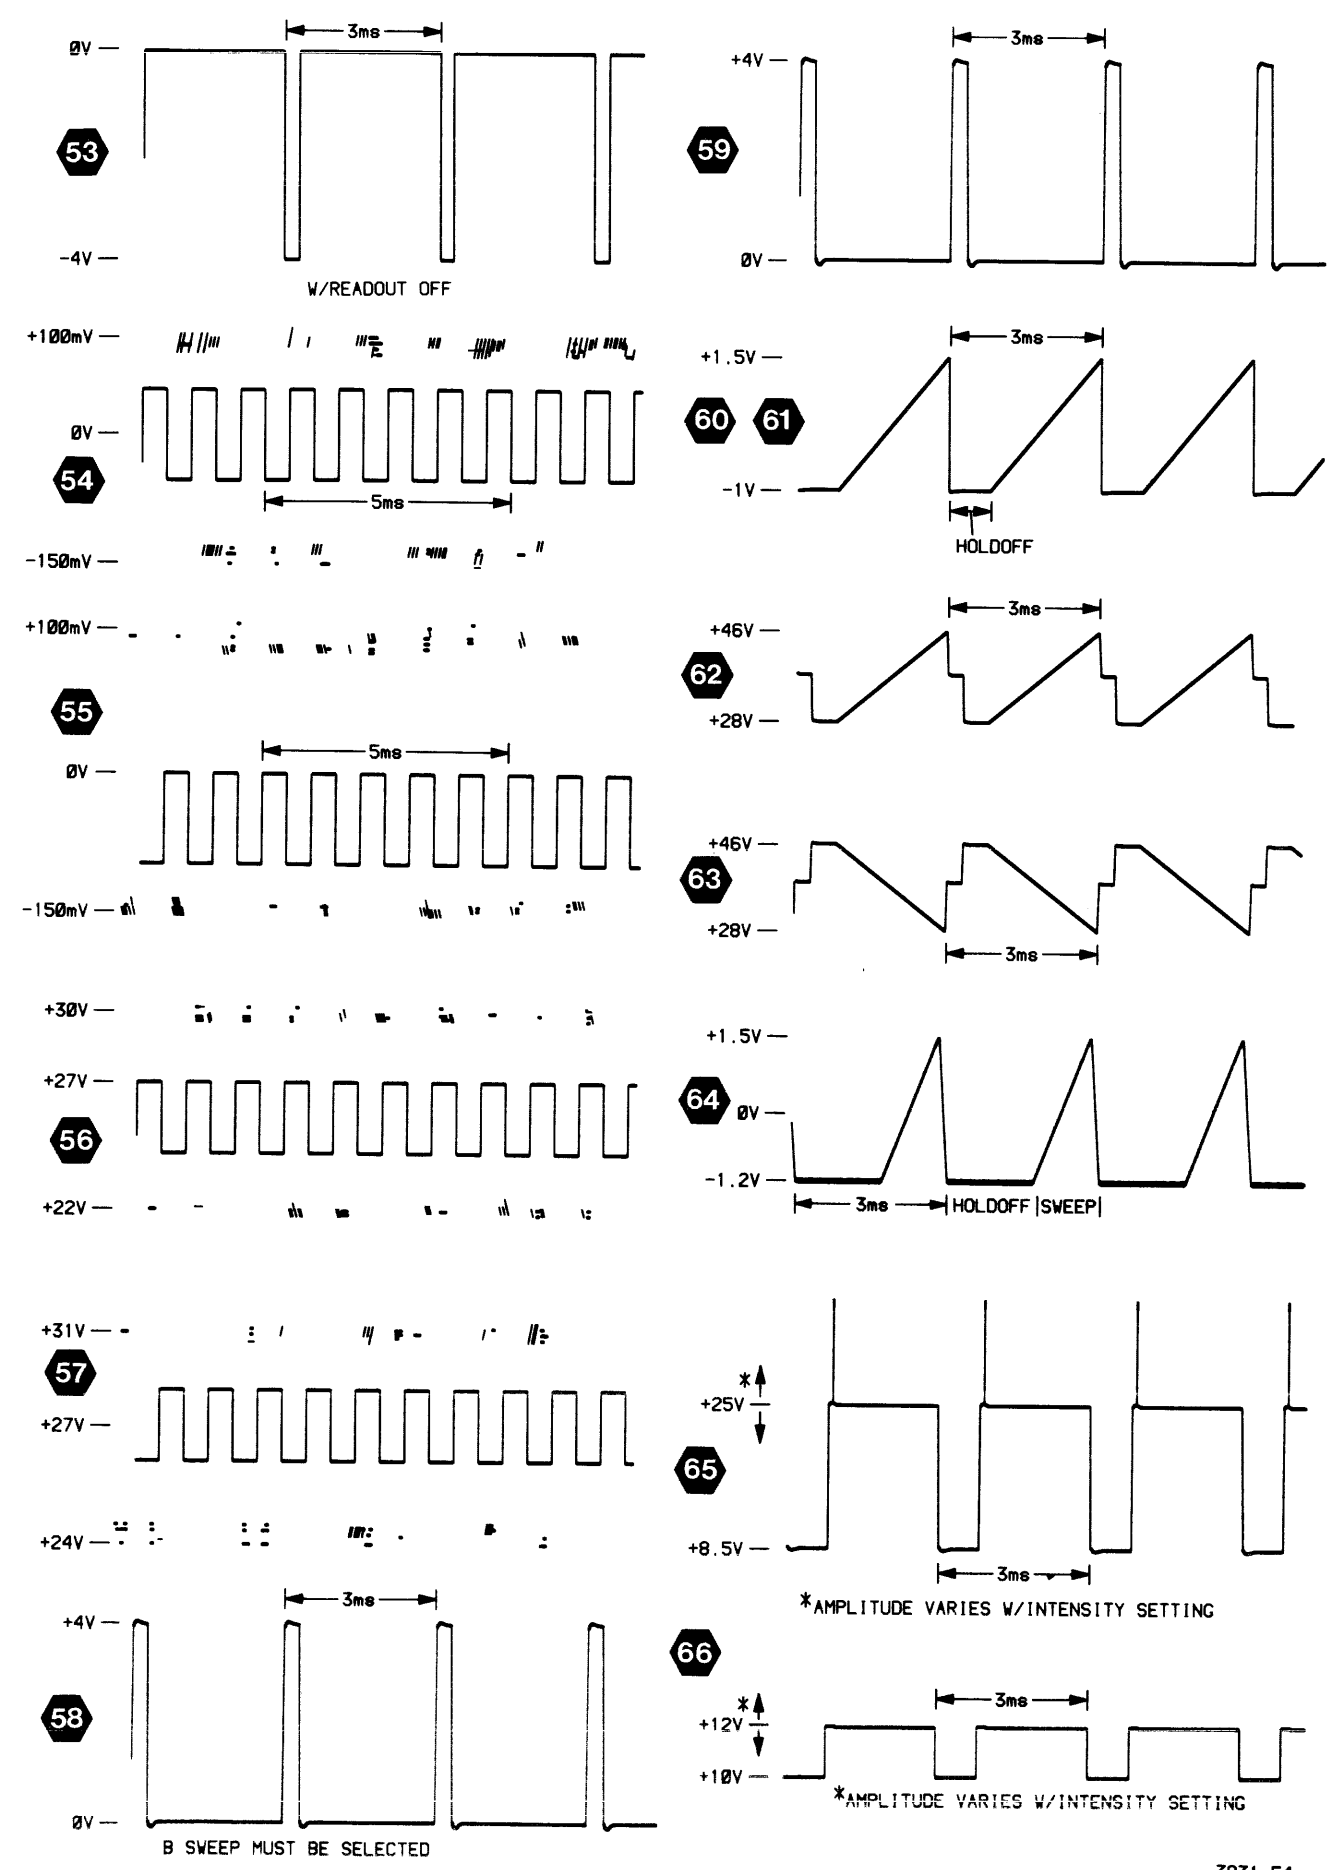 3ms
0V
53
-4V
W/READOUT OFF
+100mV
0V
54
5ms
-150mV
+100mV
55
5ms
0V
-150mV
+30V
+27V
56
+22V
+31V
57
+27V
+24V
3ms
+4V
58
0V
B SWEEP MUST BE SELECTED
3ms
+4V
59
0V
3ms
+1.5V
60 61
-1V
HOLDOFF
3ms
+46V
62
+28V
+46V
63
+28V
3ms
+1.5V
64
0V
-1.2V
3ms HOLDOFF SWEEP
*
+25V
65
+8.5V
3ms
*AMPLITUDE VARIES W/INTENSITY SETTING
66
3ms
*
+12V
+10V
*AMPLITUDE VARIES W/INTENSITY SETTING